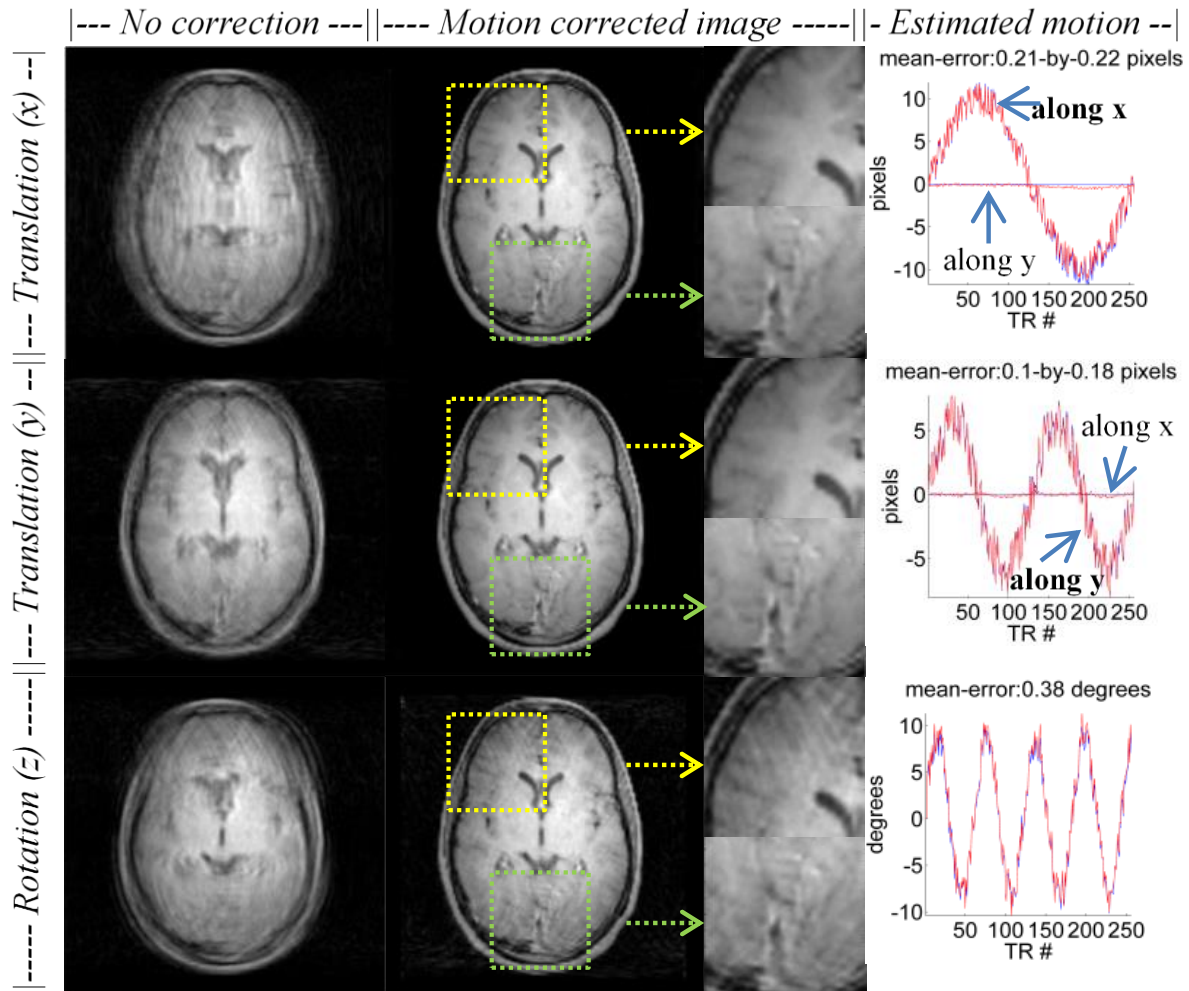 |--- No correction ---||---- Motion corrected image ------||- Estimated motion --|
|---- Translation (x) --|
mean-error:0.21-by-0.22 pixels
10
5
0
-5
-10
pixels
along x
along y
50 100 150 200 250
TR #
|--- Translation (y) --|
mean-error:0.1-by-0.18 pixels
5
0
-5
pixels
along x
along y
50 100 150 200 250
TR #
|------ Rotation (z) ------|
mean-error:0.38 degrees
10
5
0
-5
-10
degrees
50 100 150 200 250
TR #